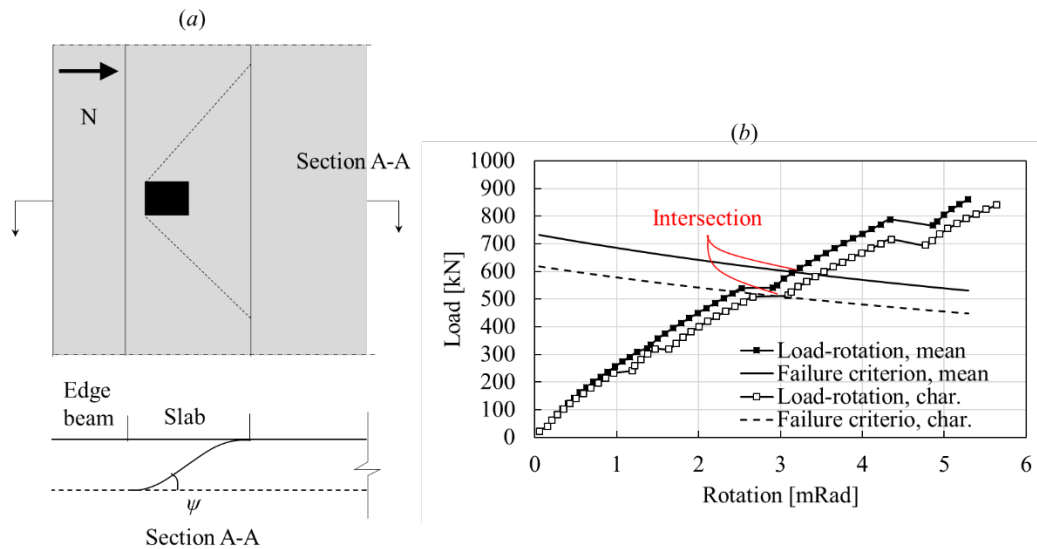 (a)
N
Section A-A
Edge
beam
Slab
ψ
Section A-A
(b)
1000
900
800
700
600
500
400
300
200
100
0
Load [kN]
Intersection
Load-rotation, mean
Failure criterion, mean
Load-rotation, char.
Failure criterio, char.
0 1 2 3 4 5 6
Rotation [mRad]